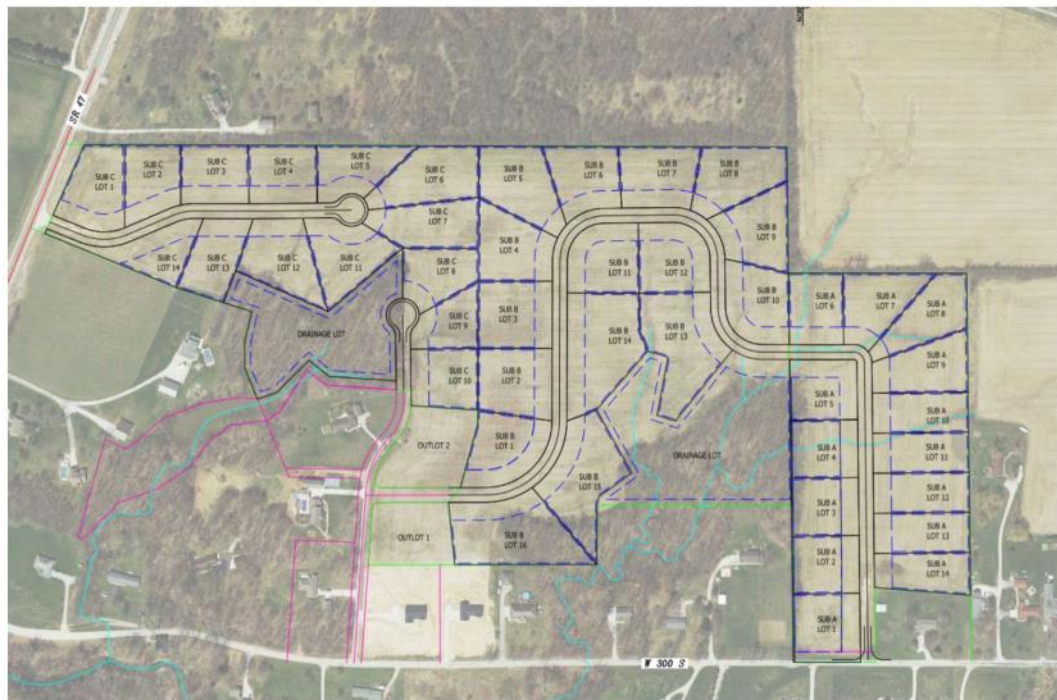 SR 47
SUB C
LOT 1
SUB C
LOT 2
SUB C
LOT 3
SUB C
LOT 4
SUB C
LOT 5
SUB C
LOT 6
SUB B
LOT 5
SUB B
LOT 6
SUB B
LOT 7
SUB B
LOT 8
SUB C
LOT 7
SUB B
LOT 4
SUB B
LOT 9
SUB C
LOT 14
SUB C
LOT 13
SUB C
LOT 12
SUB C
LOT 11
SUB C
LOT 8
SUB B
LOT 11
SUB B
LOT 12
SUB B
LOT 10
SUB A
LOT 6
SUB A
LOT 7
SUB A
LOT 8
DRAINAGE LOT
SUB C
LOT 9
SUB B
LOT 3
SUB B
LOT 14
SUB B
LOT 13
SUB A
LOT 9
SUB C
LOT 10
SUB B
LOT 2
SUB A
LOT 5
SUB A
LOT 10
OUTLOT 2
SUB B
LOT 1
DRAINAGE LOT
SUB A
LOT 4
SUB A
LOT 11
SUB B
LOT 15
SUB A
LOT 12
SUB A
LOT 3
OUTLOT 1
SUB B
LOT 16
SUB A
LOT 13
SUB A
LOT 2
SUB A
LOT 14
SUB A
LOT 1
W 300 S